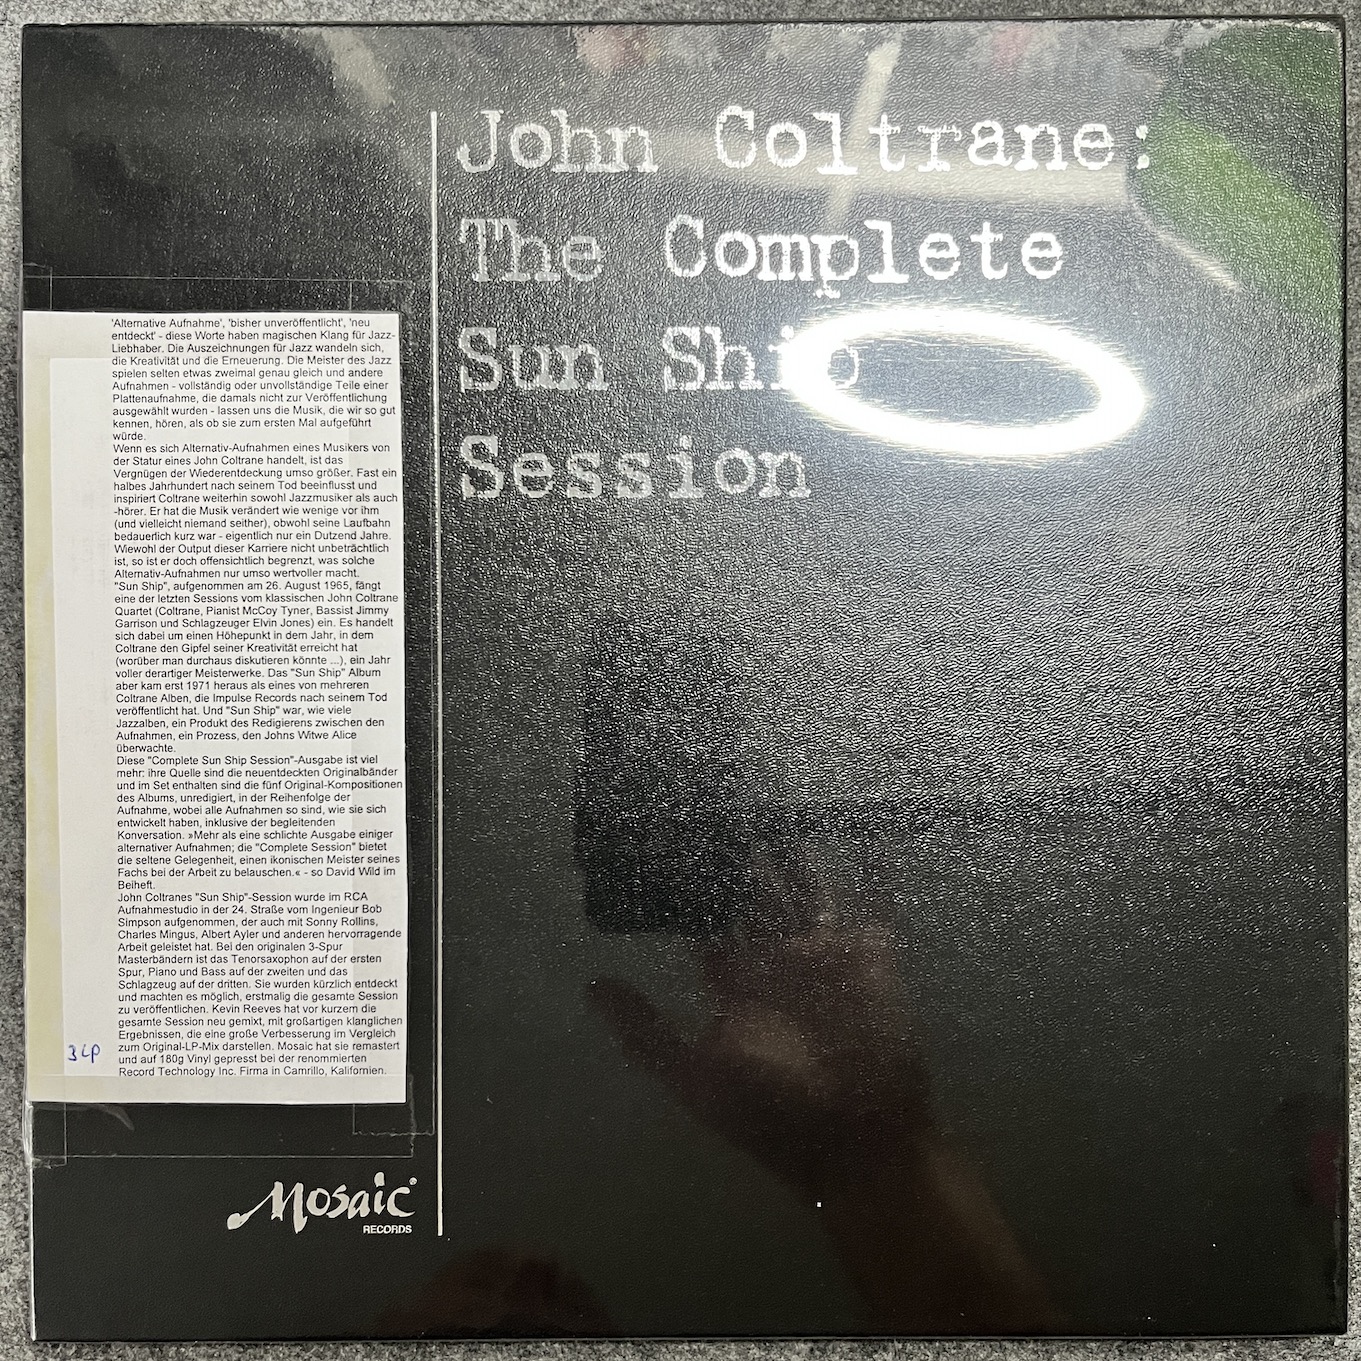 John Coltrane:
The Complete
Sun Ship
Session
'Alternative Aufnahme', 'bisher unveröffentlicht', 'neu
entdeckt' - diese Worte haben magischen Klang für Jazz-
Liebhaber. Die Auszeichnungen für Jazz wandeln sich,
die Kreativität und die Erneuerung. Die Meister des Jazz
spielen selten etwas zweimal genau gleich und andere
Aufnahmen - vollständig oder unvollständige Teile einer
Plattenaufnahme, die damals nicht zur Veröffentlichung
ausgewählt wurden - lassen uns die Musik, die wir so gut
kennen, hören, als ob sie zum ersten Mal aufgeführt
würde.
Wenn es sich Alternativ-Aufnahmen eines Musikers von
der Statur eines John Coltrane handelt, ist das
Vergnügen der Wiederentdeckung umso größer. Fast ein
halbes Jahrhundert nach seinem Tod beeinflusst und
inspiriert Coltrane weiterhin sowohl Jazzmusiker als auch
-hörer. Er hat die Musik verändert wie wenige vor ihm
(und vielleicht niemand seither), obwohl seine Laufbahn
bedauerlich kurz war - eigentlich nur ein Dutzend Jahre.
Wiewohl der Output dieser Karriere nicht unbeträchtlich
ist, so ist er doch offensichtlich begrenzt, was solche
Alternativ-Aufnahmen nur umso wertvoller macht.
"Sun Ship", aufgenommen am 26. August 1965, fängt
eine der letzten Sessions vom klassischen John Coltrane
Quartet (Coltrane, Pianist McCoy Tyner, Bassist Jimmy
Garrison und Schlagzeuger Elvin Jones) ein. Es handelt
sich dabei um einen Höhepunkt in dem Jahr, in dem
Coltrane den Gipfel seiner Kreativität erreicht hat
(worüber man durchaus diskutieren könnte ...), ein Jahr
voller derartiger Meisterwerke. Das "Sun Ship" Album
aber kam erst 1971 heraus als eines von mehreren
Coltrane Alben, die Impulse Records nach seinem Tod
veröffentlicht hat. Und "Sun Ship" war, wie viele
Jazzalben, ein Produkt des Redigierens zwischen den
Aufnahmen, ein Prozess, den Johns Witwe Alice
überwachte.
Diese "Complete Sun Ship Session"-Ausgabe ist viel
mehr: ihre Quelle sind die neuentdeckten Originalbänder
und im Set enthalten sind die fünf Original-Kompositionen
des Albums, unredigiert, in der Reihenfolge der
Aufnahme, wobei alle Aufnahmen so sind, wie sie sich
entwickelt haben, inklusive der begleitenden
Konversation. »Mehr als eine schlichte Ausgabe einiger
alternativer Aufnahmen; die "Complete Session" bietet
die seltene Gelegenheit, einen ikonischen Meister seines
Fachs bei der Arbeit zu belauschen.« - so David Wild im
Beiheft.
John Coltranes "Sun Ship"-Session wurde im RCA
Aufnahmestudio in der 24. Straße vom Ingenieur Bob
Simpson aufgenommen, der auch mit Sonny Rollins,
Charles Mingus, Albert Ayler und anderen hervorragende
Arbeit geleistet hat. Bei den originalen 3-Spur
Masterbändern ist das Tenorsaxophon auf der ersten
Spur, Piano und Bass auf der zweiten und das
Schlagzeug auf der dritten. Sie wurden kürzlich entdeckt
und machten es möglich, erstmalig die gesamte Session
zu veröffentlichen. Kevin Reeves hat vor kurzem die
gesamte Session neu gemixt, mit großartigen klanglichen
Ergebnissen, die eine große Verbesserung im Vergleich
zum Original-LP-Mix darstellen. Mosaic hat sie remastert
und auf 180g Vinyl gepresst bei der renommierten
Record Technology Inc. Firma in Camrillo, Kalifornien.
3 LP
Mosaic
RECORDS